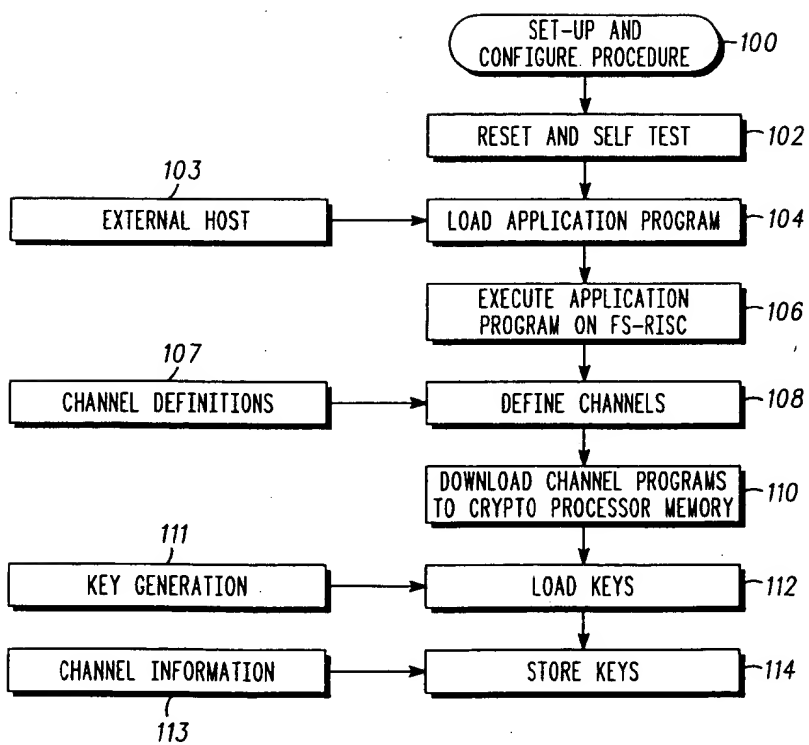 SET-UP AND
CONFIGURE PROCEDURE
100
RESET AND SELF TEST
102
103
EXTERNAL HOST
LOAD APPLICATION PROGRAM
104
EXECUTE APPLICATION
PROGRAM ON FS-RISC
106
107
CHANNEL DEFINITIONS
DEFINE CHANNELS
108
DOWNLOAD CHANNEL PROGRAMS
TO CRYPTO PROCESSOR MEMORY
110
111
KEY GENERATION
LOAD KEYS
112
CHANNEL INFORMATION
113
STORE KEYS
114